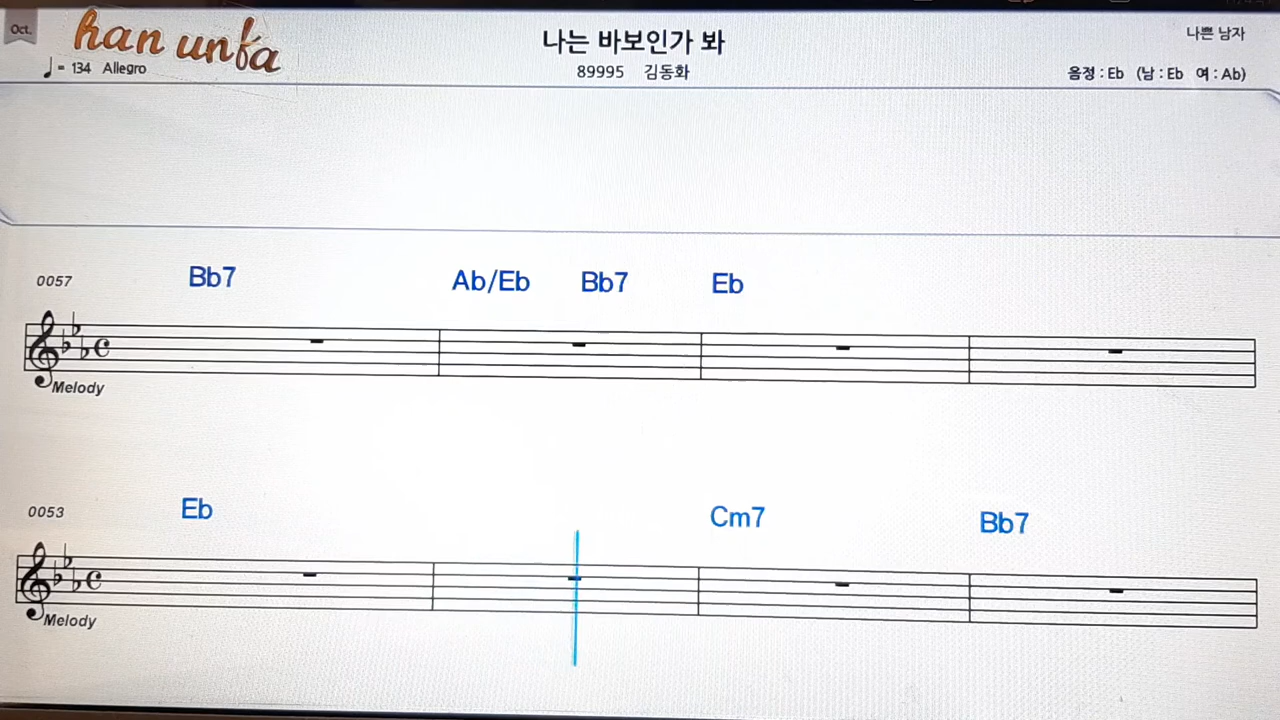 Oct.
han unfa
♩= 134 Allegro
나는 바보인가 봐
89995 김동화
나쁜 남자
음정 : Eb (남 : Eb 여 : Ab)
0057 Bb7 Ab/Eb Bb7 Eb
Melody
0053 Eb Cm7 Bb7
Melody